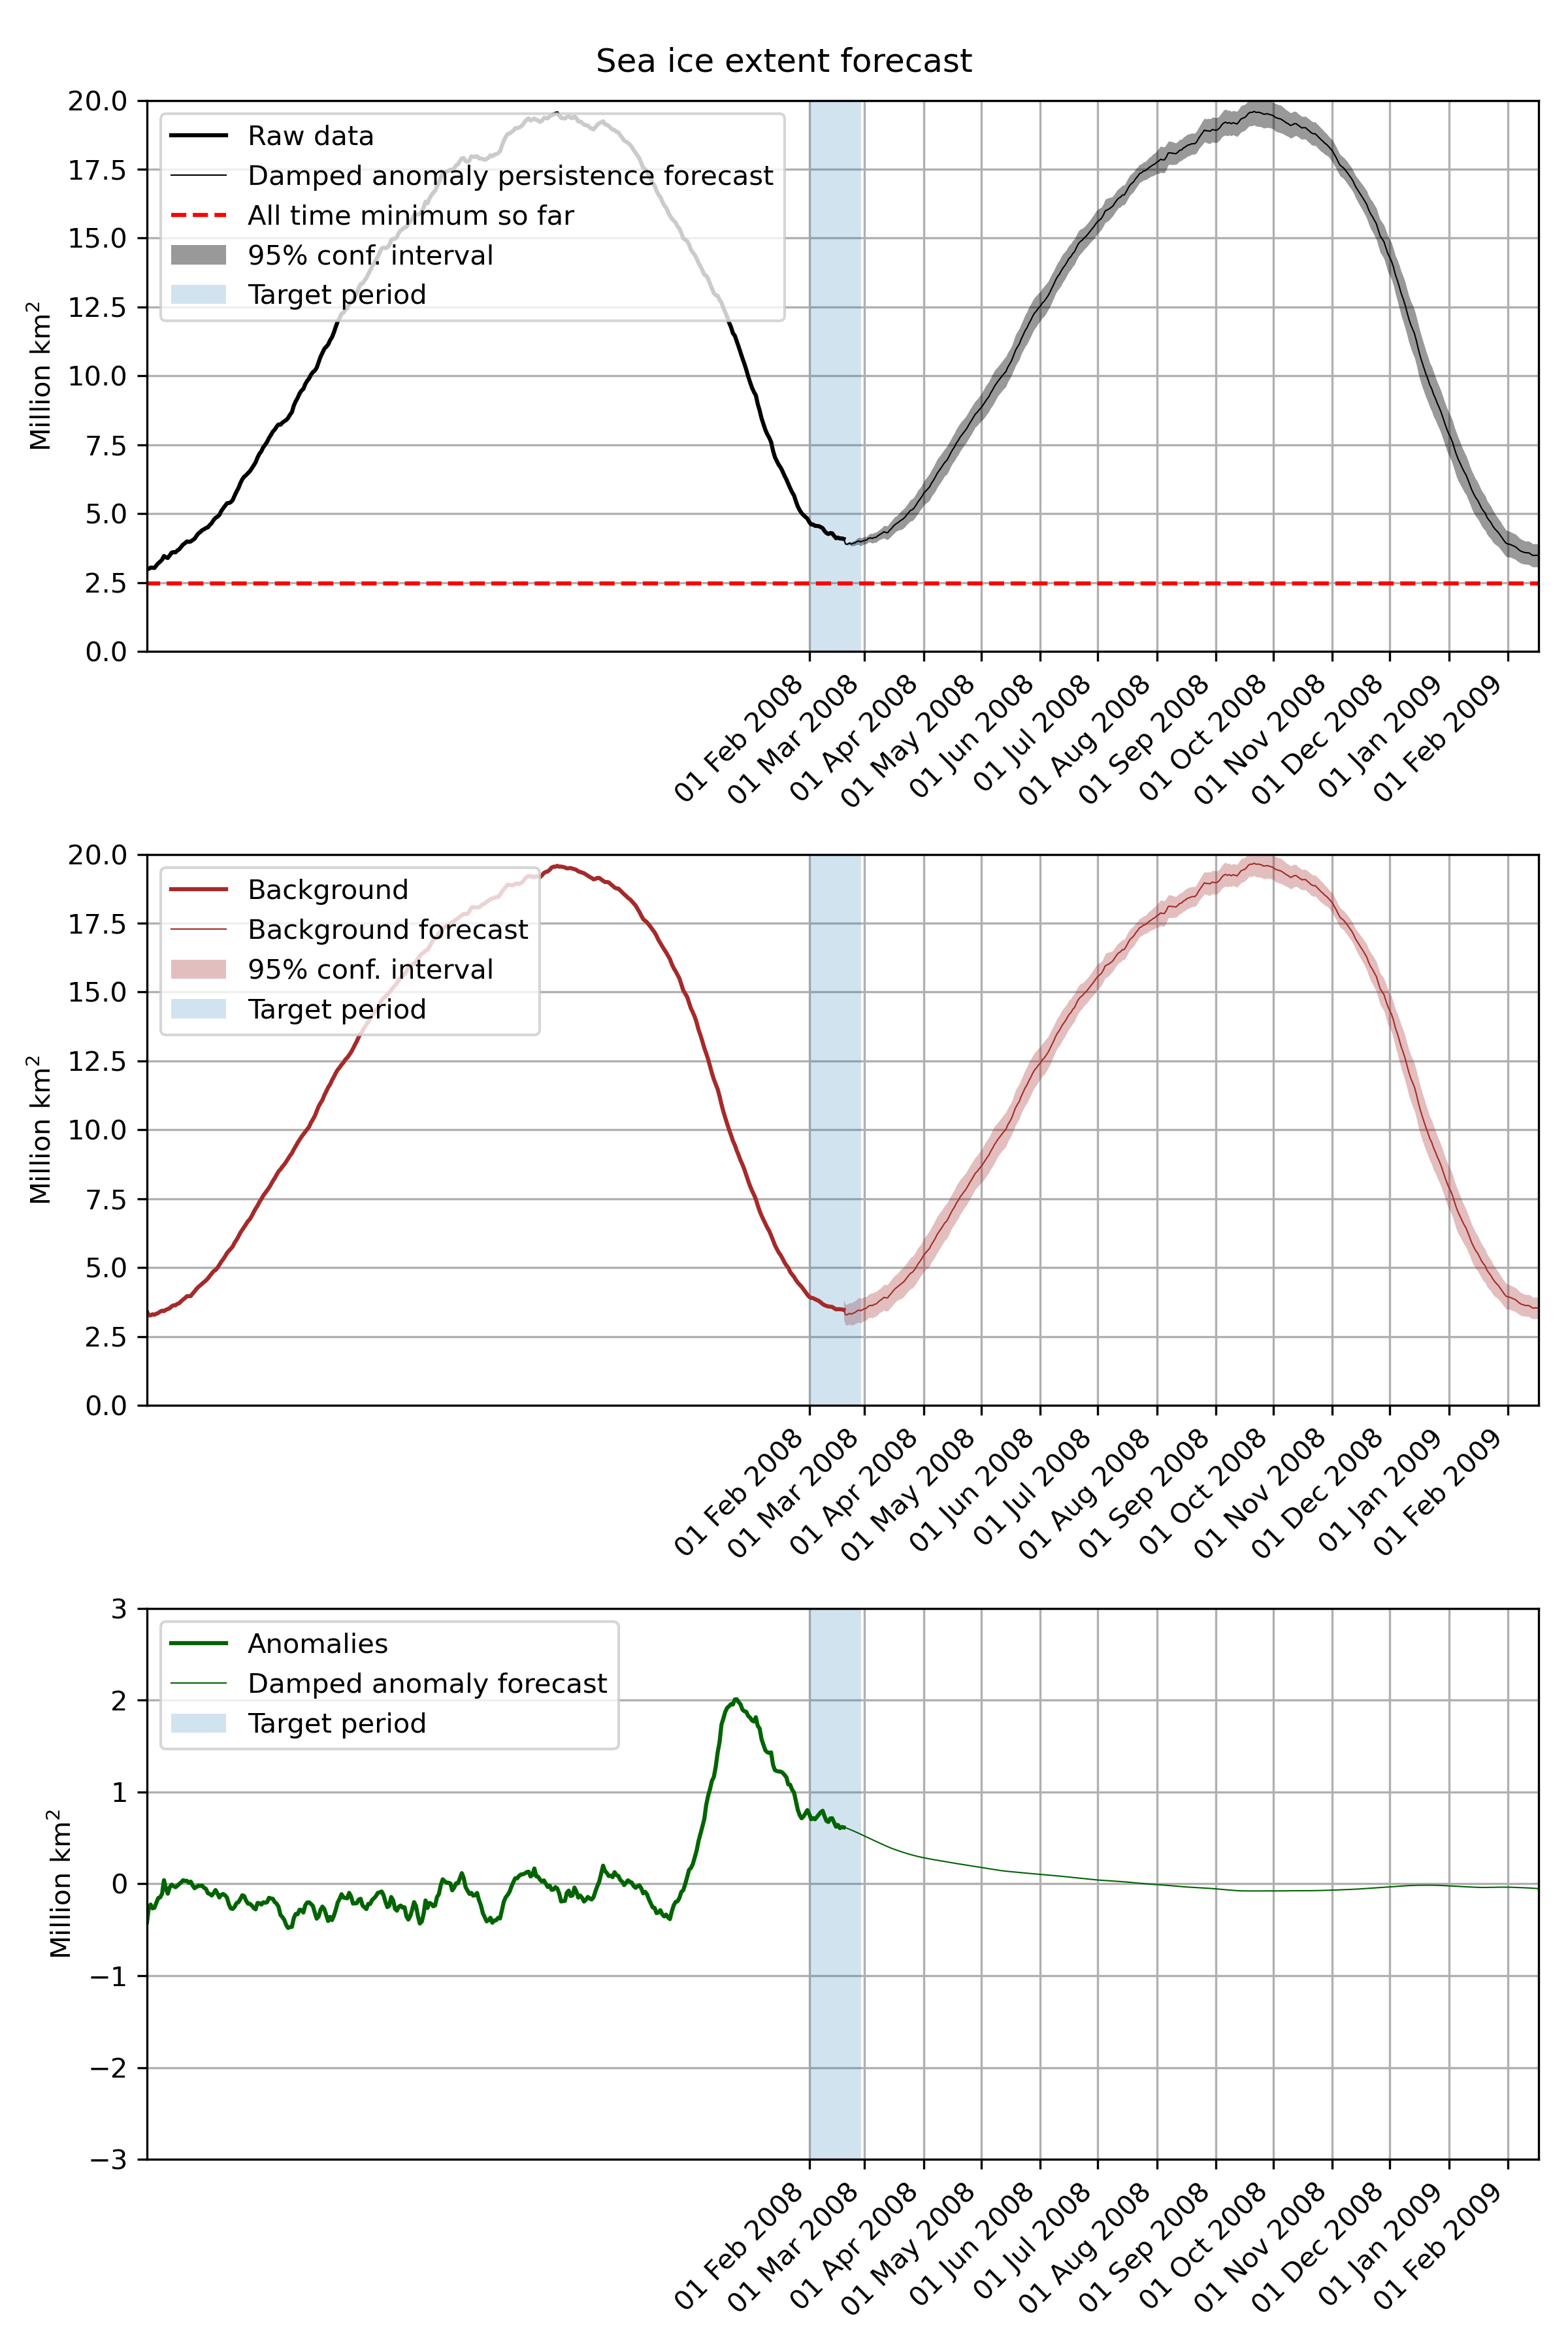 Sea ice extent forecast
20.0
17.5
15.0
12.5
10.0
7.5
5.0
2.5
0.0
Million km²
Raw data
Damped anomaly persistence forecast
All time minimum so far
95% conf. interval
Target period
01 Feb 2008
01 Mar 2008
01 Apr 2008
01 May 2008
01 Jun 2008
01 Jul 2008
01 Aug 2008
01 Sep 2008
01 Oct 2008
01 Nov 2008
01 Dec 2008
01 Jan 2009
01 Feb 2009
20.0
17.5
15.0
12.5
10.0
7.5
5.0
2.5
0.0
Million km²
Background
Background forecast
95% conf. interval
Target period
01 Feb 2008
01 Mar 2008
01 Apr 2008
01 May 2008
01 Jun 2008
01 Jul 2008
01 Aug 2008
01 Sep 2008
01 Oct 2008
01 Nov 2008
01 Dec 2008
01 Jan 2009
01 Feb 2009
3
2
1
0
−1
−2
−3
Million km²
Anomalies
Damped anomaly forecast
Target period
01 Feb 2008
01 Mar 2008
01 Apr 2008
01 May 2008
01 Jun 2008
01 Jul 2008
01 Aug 2008
01 Sep 2008
01 Oct 2008
01 Nov 2008
01 Dec 2008
01 Jan 2009
01 Feb 2009